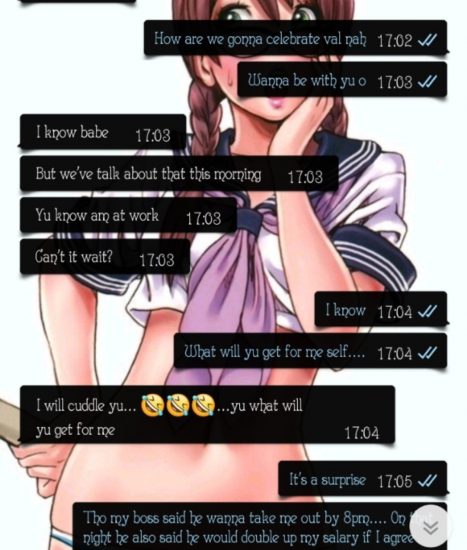 How are we gonna celebrate val nah 17:02
Wanna be with yu o 17:03
I know babe 17:03
But we've talk about that this morning 17:03
Yu know am at work 17:03
Can't it wait? 17:03
I know 17:04
What will yu get for me self.... 17:04
I will cuddle yu... 🤣🤣🤣...yu what will
yu get for me 17:04
It's a surprise 17:05
Tho my boss said he wanna take me out by 8pm.... On
night he also said he would double up my salary if I agree